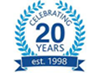 CELEBRATING
20
YEARS
est. 1998